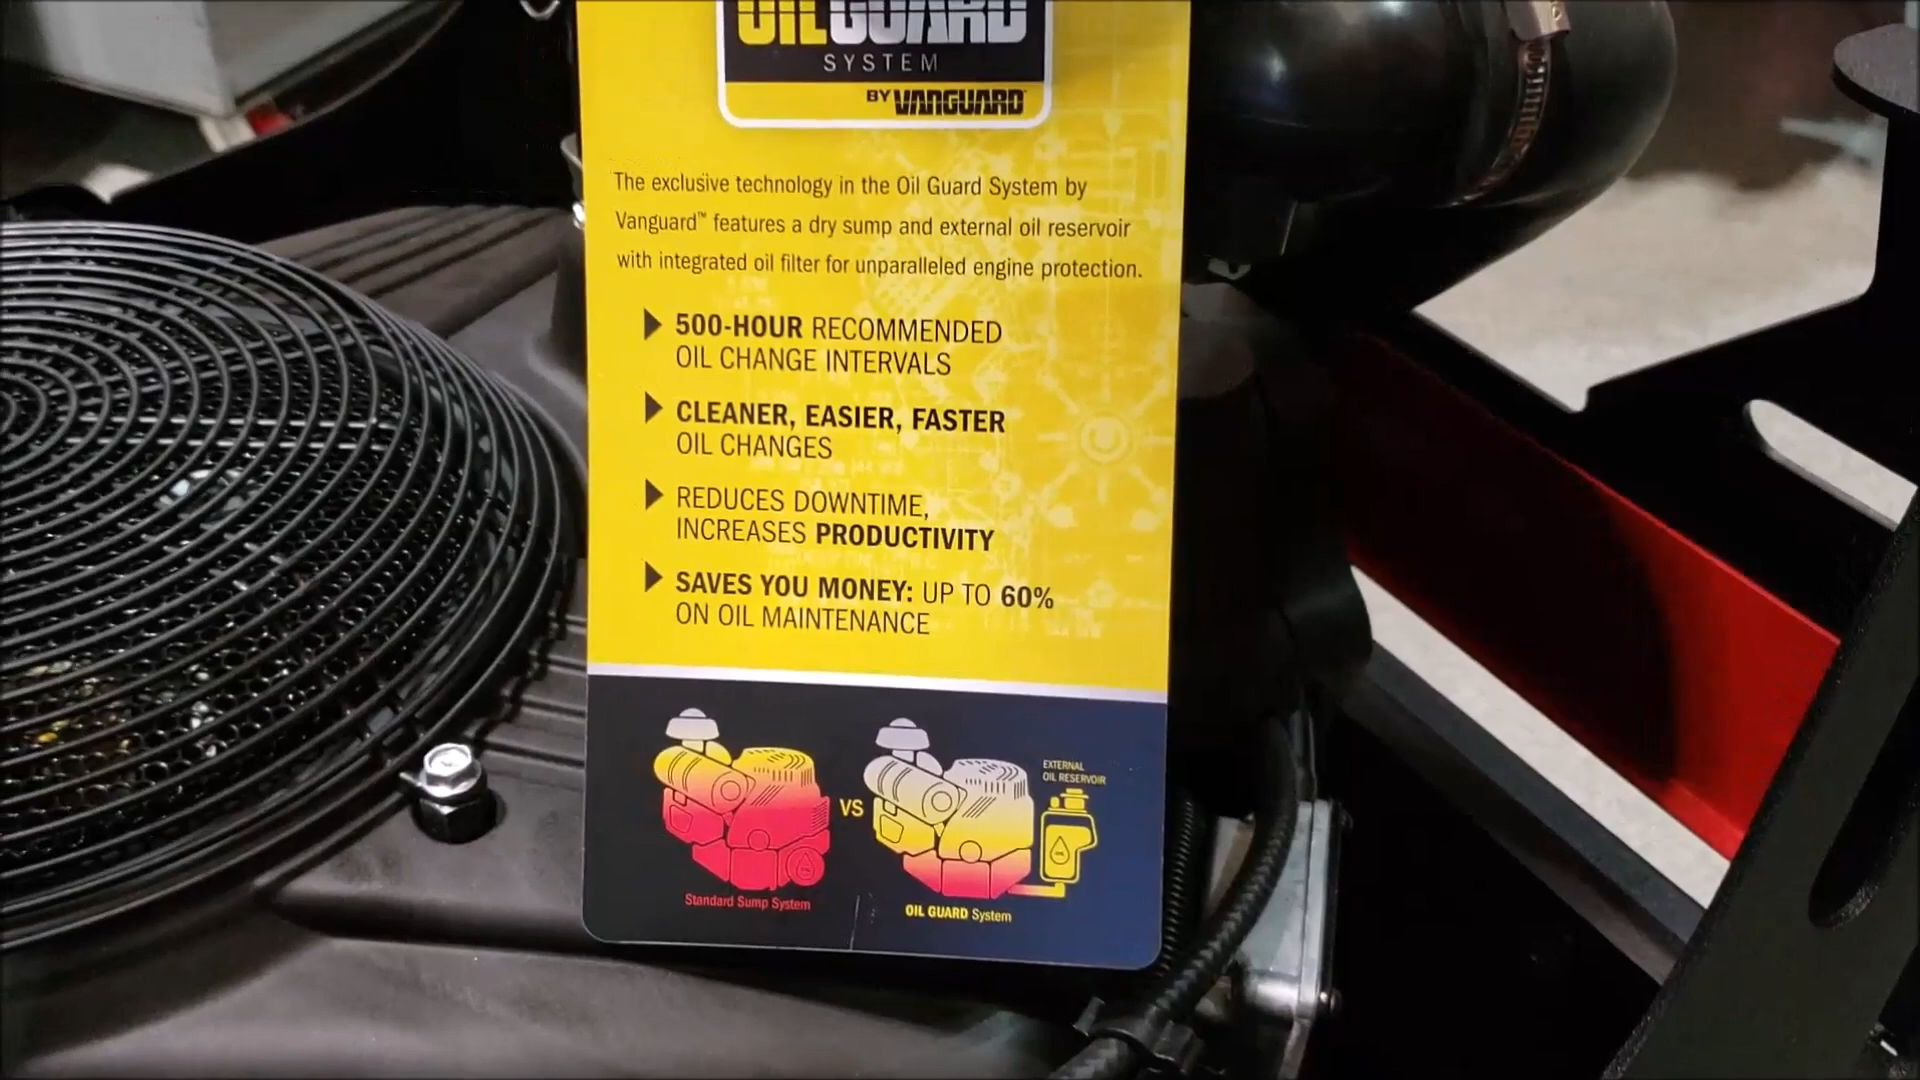 OIL GUARD
SYSTEM
BY VANGUARD
The exclusive technology in the Oil Guard System by
Vanguard™ features a dry sump and external oil reservoir
with integrated oil filter for unparalleled engine protection.
500-HOUR RECOMMENDED
OIL CHANGE INTERVALS
CLEANER, EASIER, FASTER
OIL CHANGES
REDUCES DOWNTIME,
INCREASES PRODUCTIVITY
SAVES YOU MONEY: UP TO 60%
ON OIL MAINTENANCE
EXTERNAL
OIL RESERVOIR
VS
Standard Sump System
OIL GUARD System